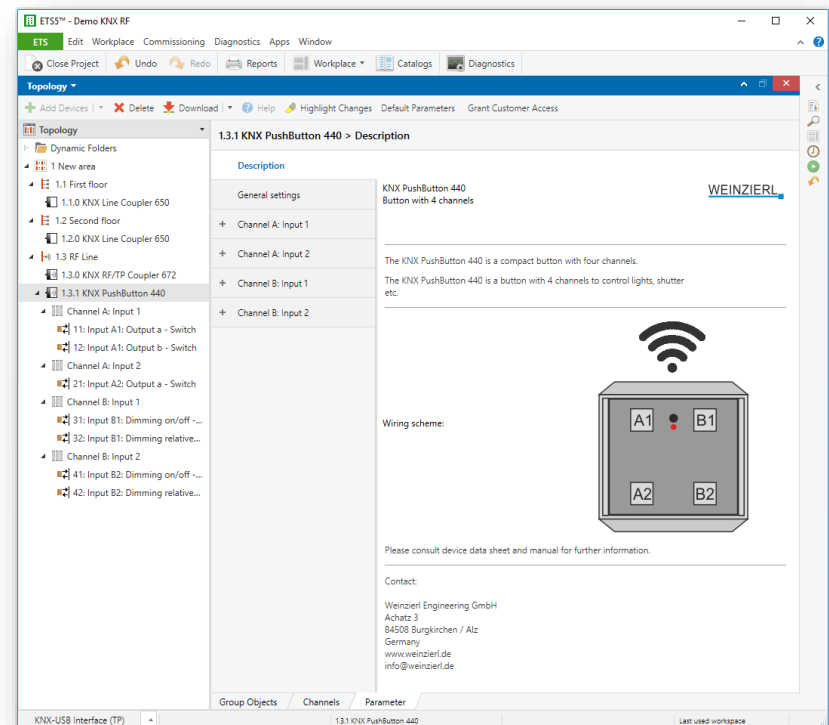 ETS5™ - Demo KNX RF
ETS Edit Workplace Commissioning Diagnostics Apps Window
Close Project Undo Redo Reports Workplace Catalogs Diagnostics
Topology
Add Devices Delete Download Help Highlight Changes Default Parameters Grant Customer Access
Topology
Dynamic Folders
1 New area
1.1 First floor
1.1.0 KNX Line Coupler 650
1.2 Second floor
1.2.0 KNX Line Coupler 650
1.3 RF Line
1.3.0 KNX RF/TP Coupler 672
1.3.1 KNX PushButton 440
Channel A: Input 1
11: Input A1: Output a - Switch
12: Input A1: Output b - Switch
Channel A: Input 2
21: Input A2: Output a - Switch
Channel B: Input 1
31: Input B1: Dimming on/off -...
32: Input B1: Dimming relative...
Channel B: Input 2
41: Input B2: Dimming on/off -...
42: Input B2: Dimming relative...
1.3.1 KNX PushButton 440 > Description
Description
General settings
+ Channel A: Input 1
+ Channel A: Input 2
+ Channel B: Input 1
+ Channel B: Input 2
KNX PushButton 440
Button with 4 channels
WEINZIERL
The KNX PushButton 440 is a compact button with four channels.
The KNX PushButton 440 is a button with 4 channels to control lights, shutter
etc.
Wiring scheme:
A1 B1
A2 B2
Please consult device data sheet and manual for further information.
Contact:
Weinzierl Engineering GmbH
Achatz 3
84508 Burgkirchen / Alz
Germany
www.weinzierl.de
info@weinzierl.de
Group Objects Channels Parameter
KNX-USB Interface (TP) 1.3.1 KNX PushButton 440 Last used workspace